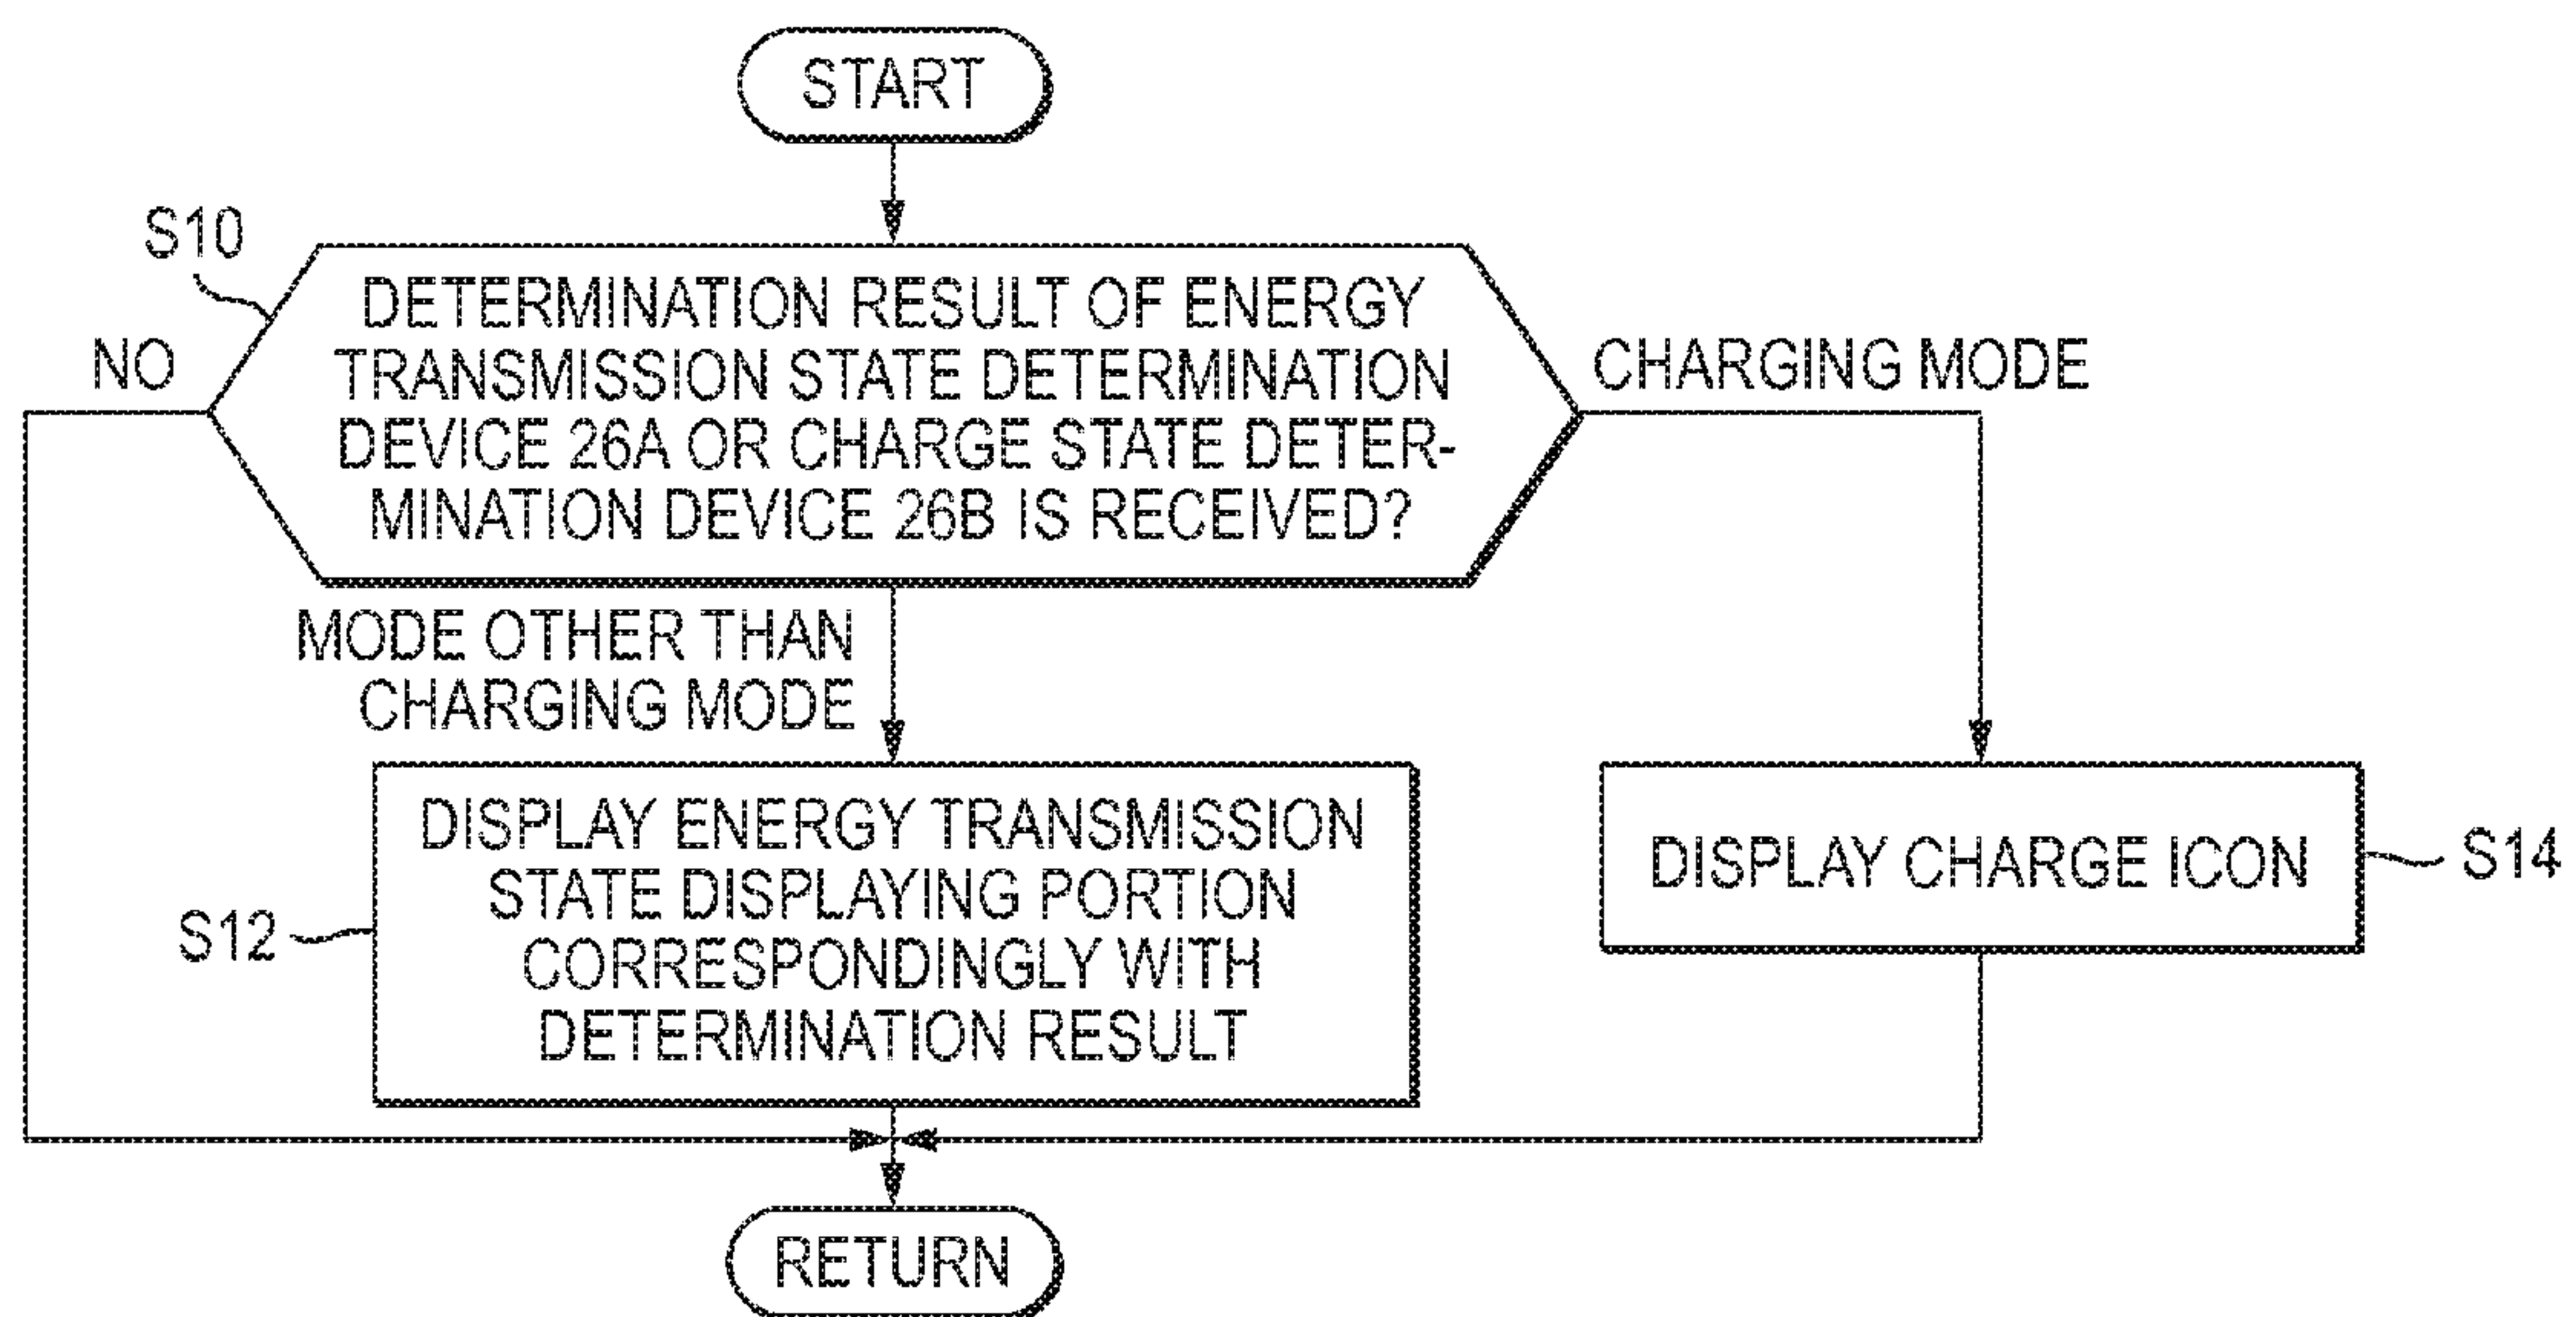 START
S10
DETERMINATION RESULT OF ENERGY
TRANSMISSION STATE DETERMINATION
DEVICE 26A OR CHARGE STATE DETER-
MINATION DEVICE 26B IS RECEIVED?
NO
CHARGING MODE
MODE OTHER THAN
CHARGING MODE
DISPLAY ENERGY TRANSMISSION
STATE DISPLAYING PORTION
CORRESPONDINGLY WITH
DETERMINATION RESULT
S12
DISPLAY CHARGE ICON
S14
RETURN